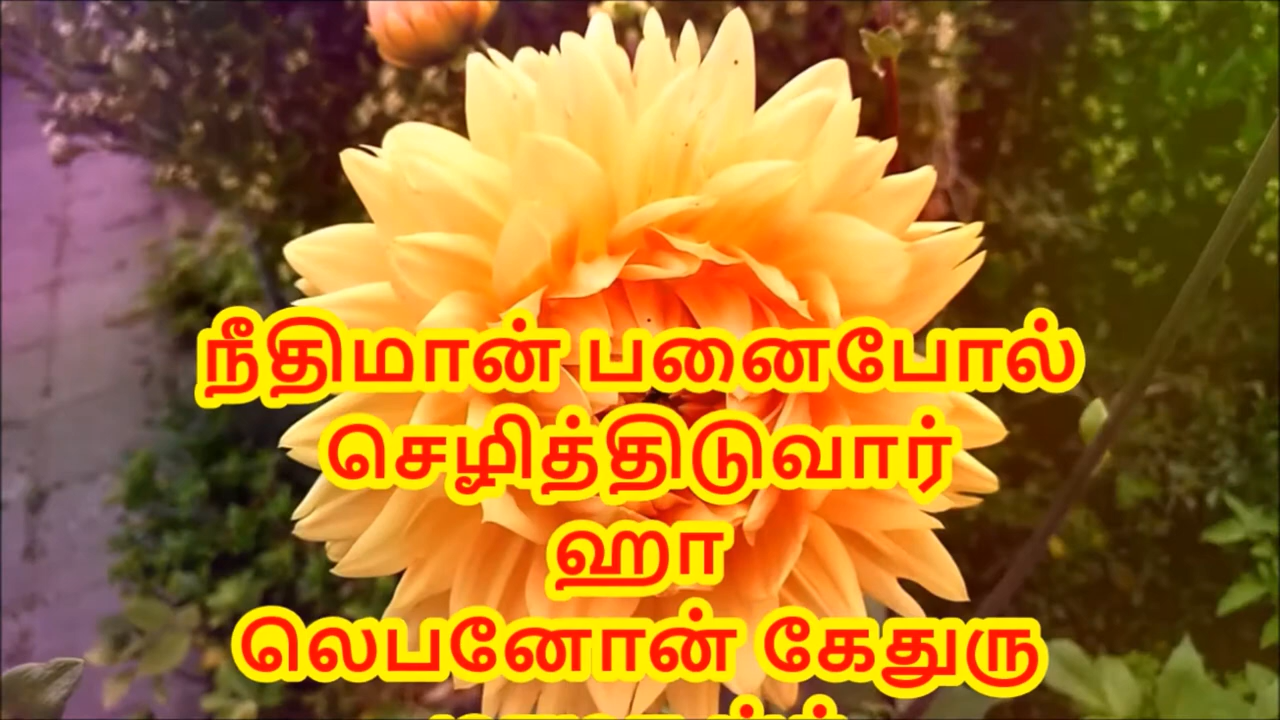 நீதிமான் பனைபோல்
செழித்திடுவார்
ஹா
லெபனோன் கேதுரு